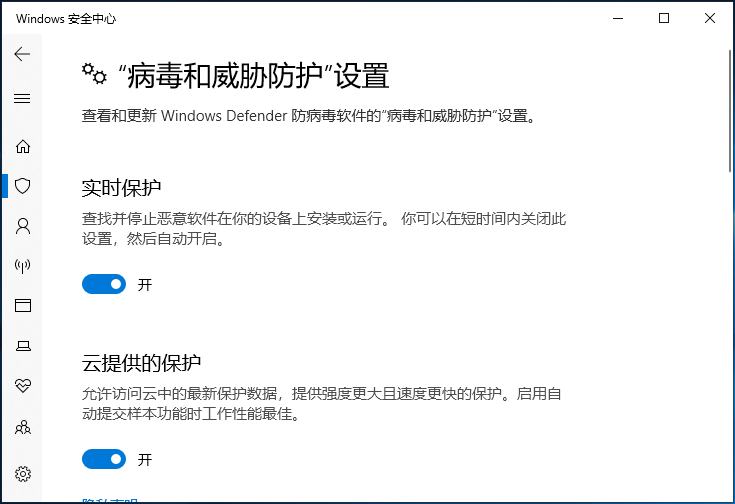 Windows 安全中心
“病毒和威胁防护”设置
查看和更新 Windows Defender 防病毒软件的“病毒和威胁防护”设置。
实时保护
查找并停止恶意软件在你的设备上安装或运行。 你可以在短时间内关闭此
设置，然后自动开启。
开
云提供的保护
允许访问云中的最新保护数据，提供强度更大且速度更快的保护。启用自
动提交样本功能时工作性能最佳。
开
隐私声明